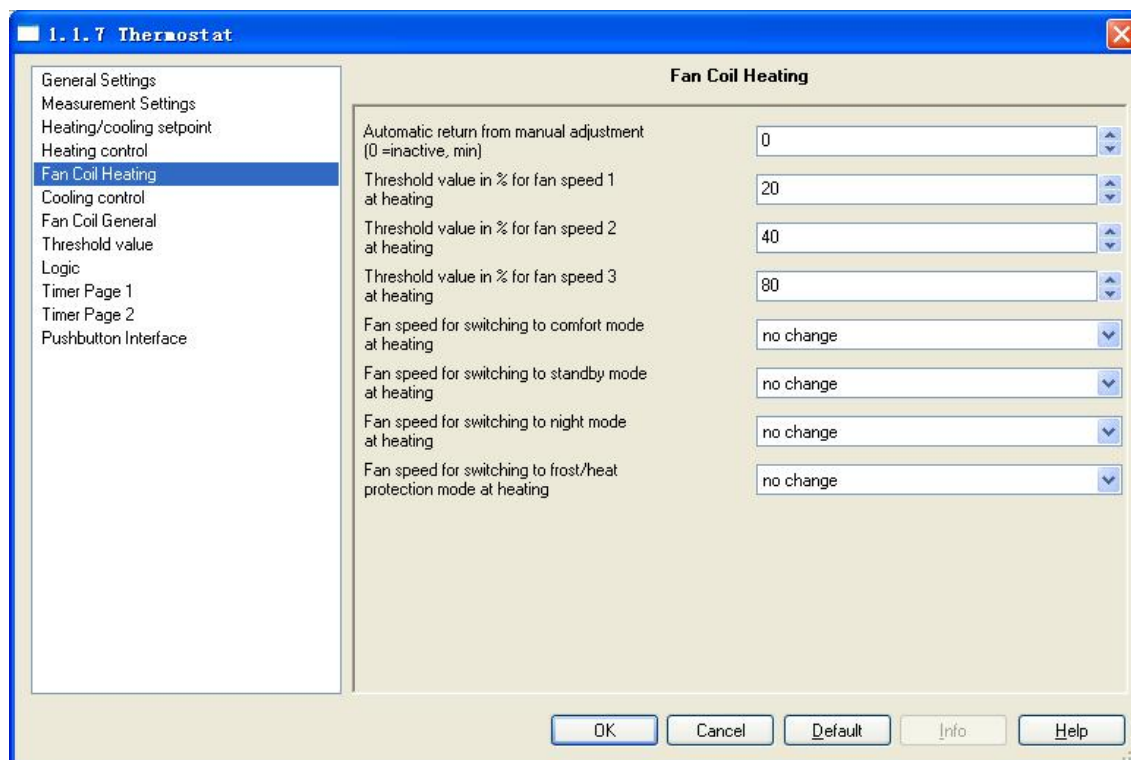 1.1.7 Thermostat
General Settings
Measurement Settings
Heating/cooling setpoint
Heating control
Fan Coil Heating
Cooling control
Fan Coil General
Threshold value
Logic
Timer Page 1
Timer Page 2
Pushbutton Interface
Fan Coil Heating
Automatic return from manual adjustment
(0 =inactive, min)
0
Threshold value in % for fan speed 1
at heating
20
Threshold value in % for fan speed 2
at heating
40
Threshold value in % for fan speed 3
at heating
80
Fan speed for switching to comfort mode
at heating
no change
Fan speed for switching to standby mode
at heating
no change
Fan speed for switching to night mode
at heating
no change
Fan speed for switching to frost/heat
protection mode at heating
no change
OK
Cancel
Default
Info
Help